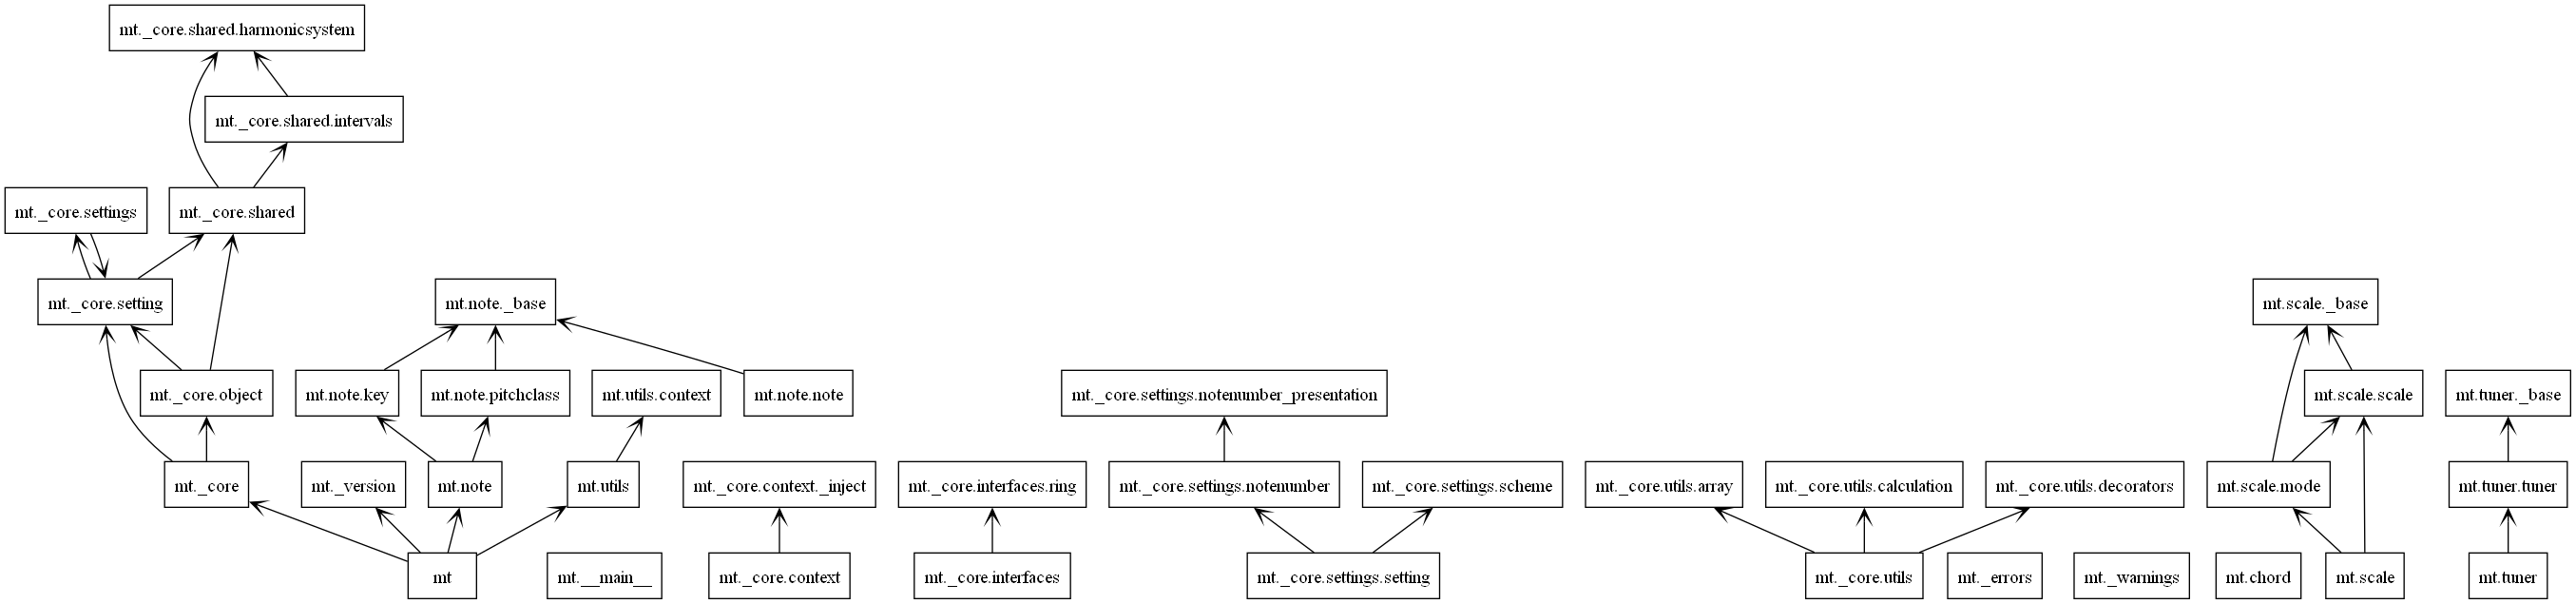 mt._core.shared.harmonicsystem
mt._core.shared.intervals
mt._core.settings
mt._core.shared
mt._core.setting
mt.note._base
mt.scale._base
mt._core.object
mt.note.key
mt.note.pitchclass
mt.utils.context
mt.note.note
mt._core.settings.notenumber_presentation
mt.scale.scale
mt.tuner._base
mt._core
mt._version
mt.note
mt.utils
mt._core.context._inject
mt._core.interfaces.ring
mt._core.settings.notenumber
mt._core.settings.scheme
mt._core.utils.array
mt._core.utils.calculation
mt._core.utils.decorators
mt.scale.mode
mt.tuner.tuner
mt
mt.__main__
mt._core.context
mt._core.interfaces
mt._core.settings.setting
mt._core.utils
mt._errors
mt._warnings
mt.chord
mt.scale
mt.tuner